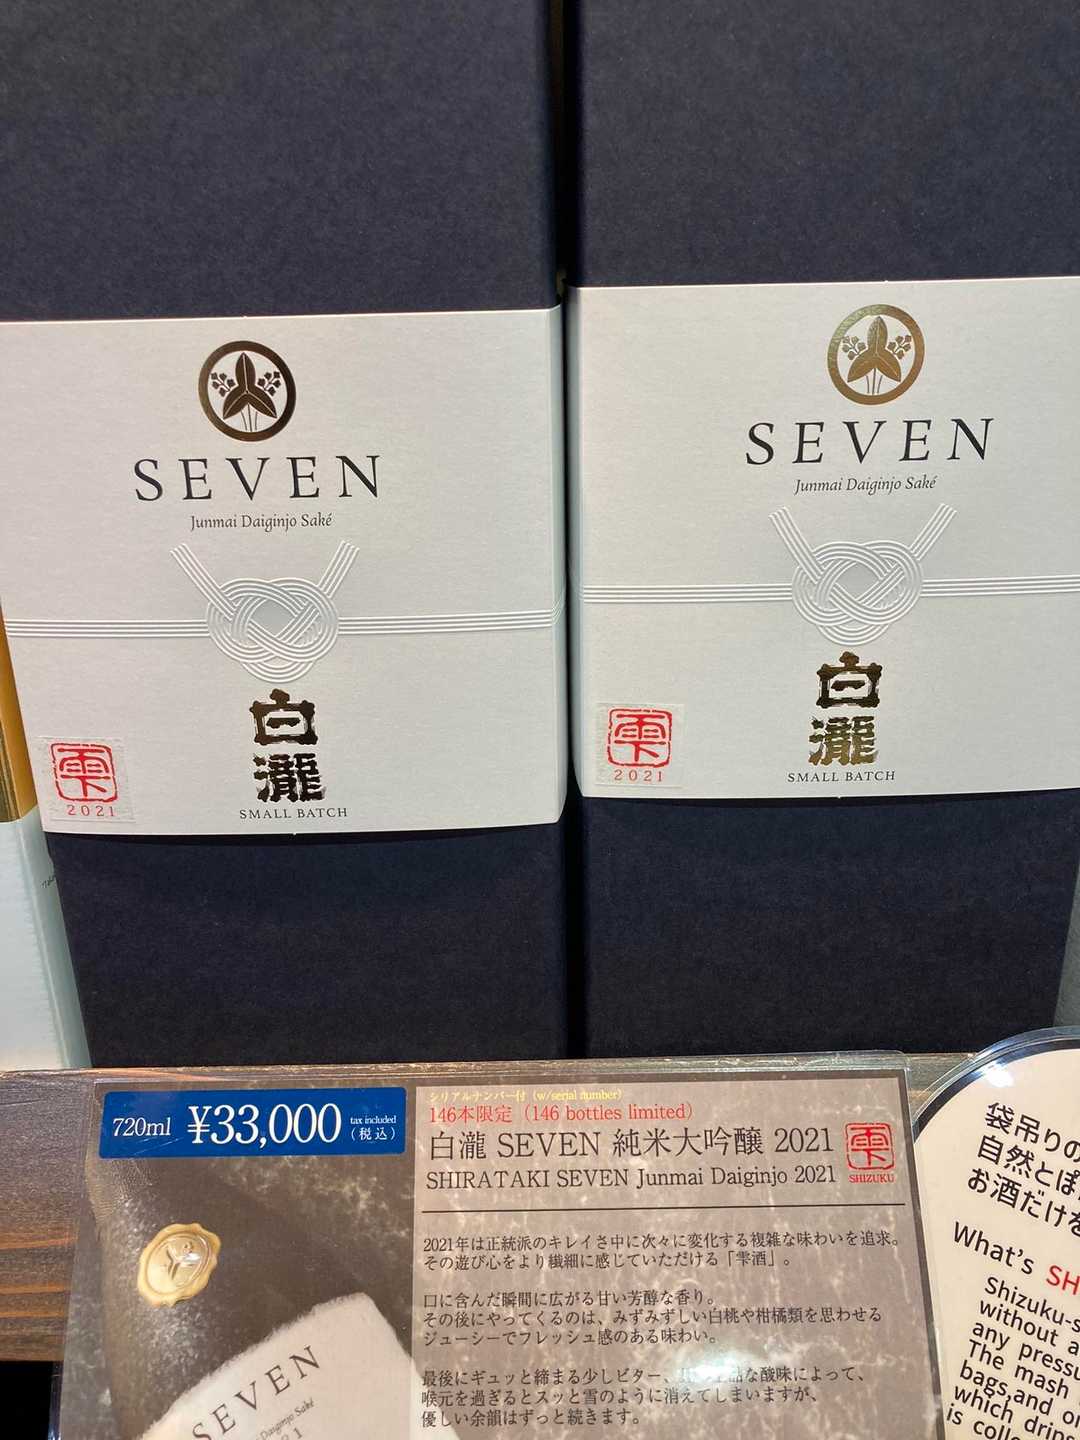 SEVEN
Junmai Daiginjo Saké
白瀧
SMALL BATCH
雫
2021
SEVEN
Junmai Daiginjo Saké
白瀧
SMALL BATCH
雫
2021
720ml ¥33,000 tax included
(税込)
シリアルナンバー付 (w/serial number)
146本限定 (146 bottles limited)
白瀧 SEVEN 純米大吟醸 2021
SHIRATAKI SEVEN Junmai Daiginjo 2021
雫
SHIZUKU
2021年は正統派のキレイさ中に次々に変化する複雑な味わいを追求。
その遊び心をより繊細に感じていただける「雫酒」。
口に含んだ瞬間に広がる甘い芳醇な香り。
その後にやってくるのは、みずみずしい白桃や柑橘類を思わせる
ジューシーでフレッシュ感のある味わい。
最後にギュッと締まる少しビター、な酸味によって、
喉元を過ぎるとスッと雪のように消えてしまいますが、
優しい余韻はずっと続きます。
SEVEN
Daiginjo Saké
袋吊りの
自然とぽ
お酒だけを
What's SH
Shizuku-s
without a
any pressu
The mash
bags,and o
which drips
is colle